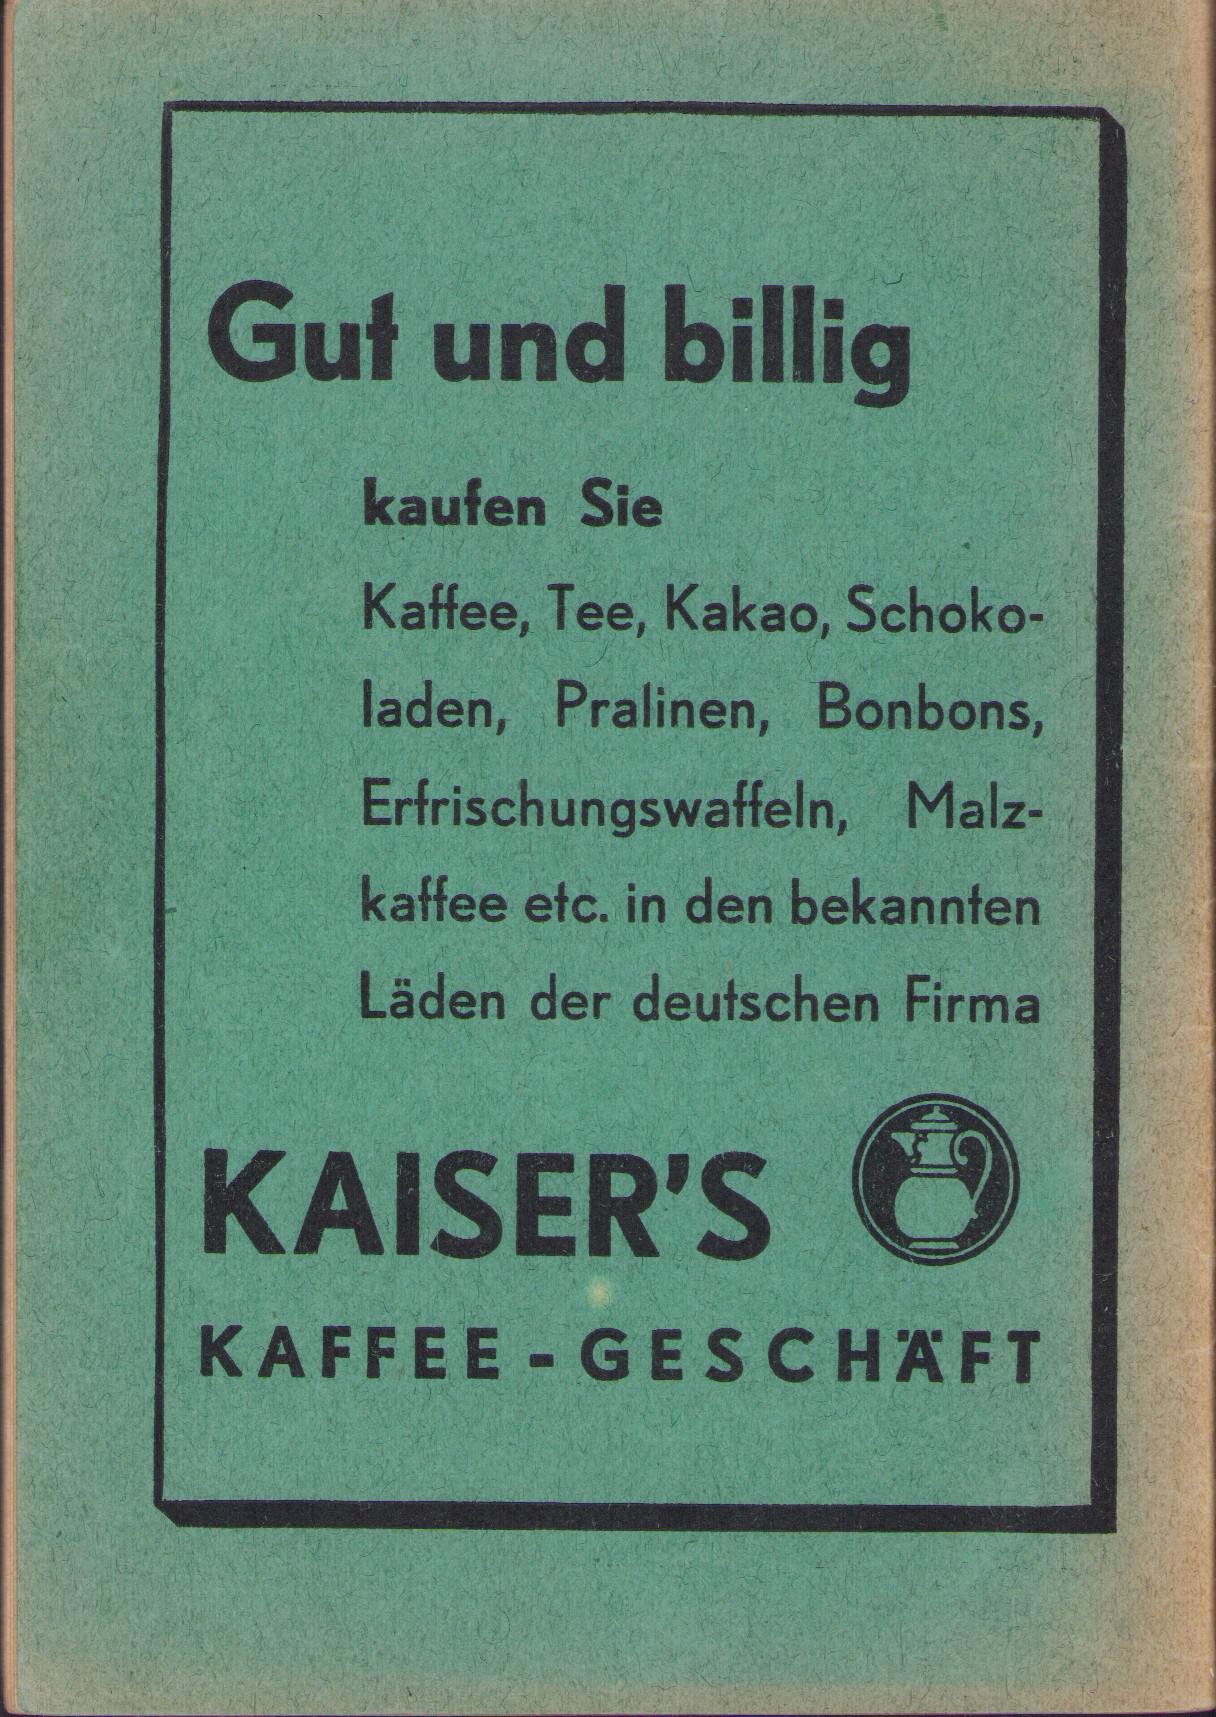 Gut und billig
kaufen Sie
Kaffee, Tee, Kakao, Schoko-
laden, Pralinen, Bonbons,
Erfrischungswaffeln, Malz-
kaffee etc. in den bekannten
Läden der deutschen Firma
KAISER'S
KAFFEE - GESCHÄFT